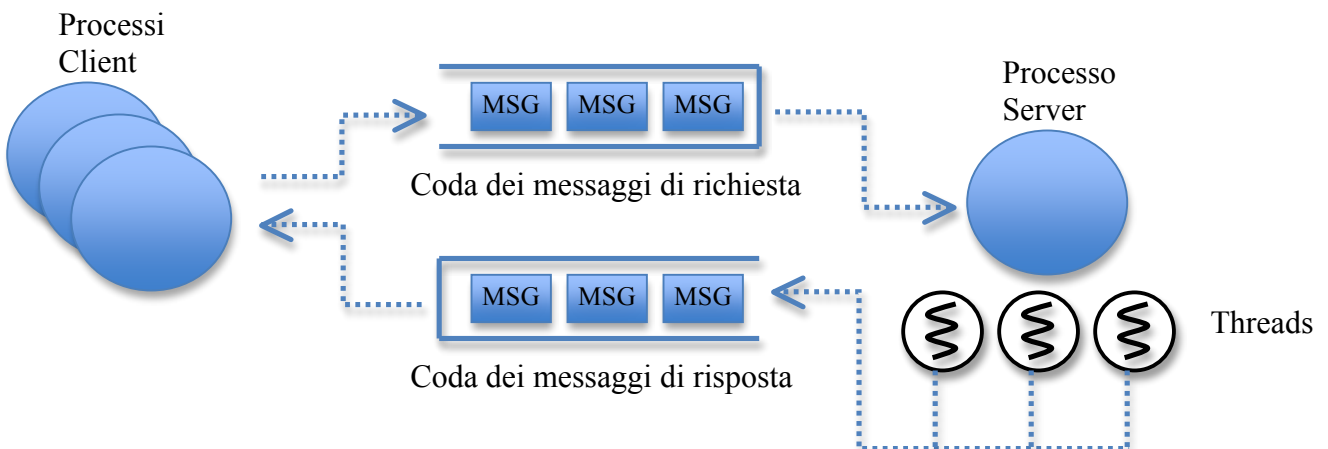 Processi
Client
MSG MSG MSG
Coda dei messaggi di richiesta
Processo
Server
MSG MSG MSG
Coda dei messaggi di risposta
Threads